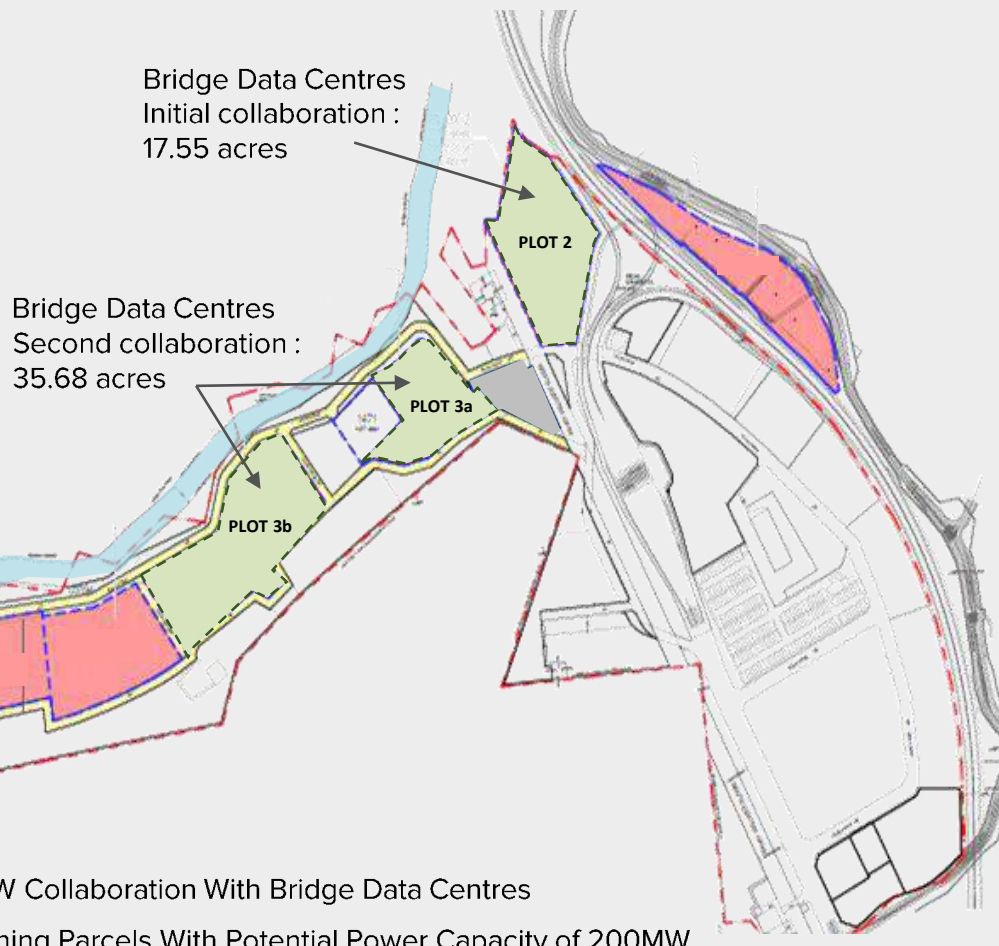 Bridge Data Centres
Initial collaboration :
17.55 acres
PLOT 2
Bridge Data Centres
Second collaboration :
35.68 acres
PLOT 3a
PLOT 3b
W Collaboration With Bridge Data Centres
ning Parcels With Potential Power Capacity of 200MW